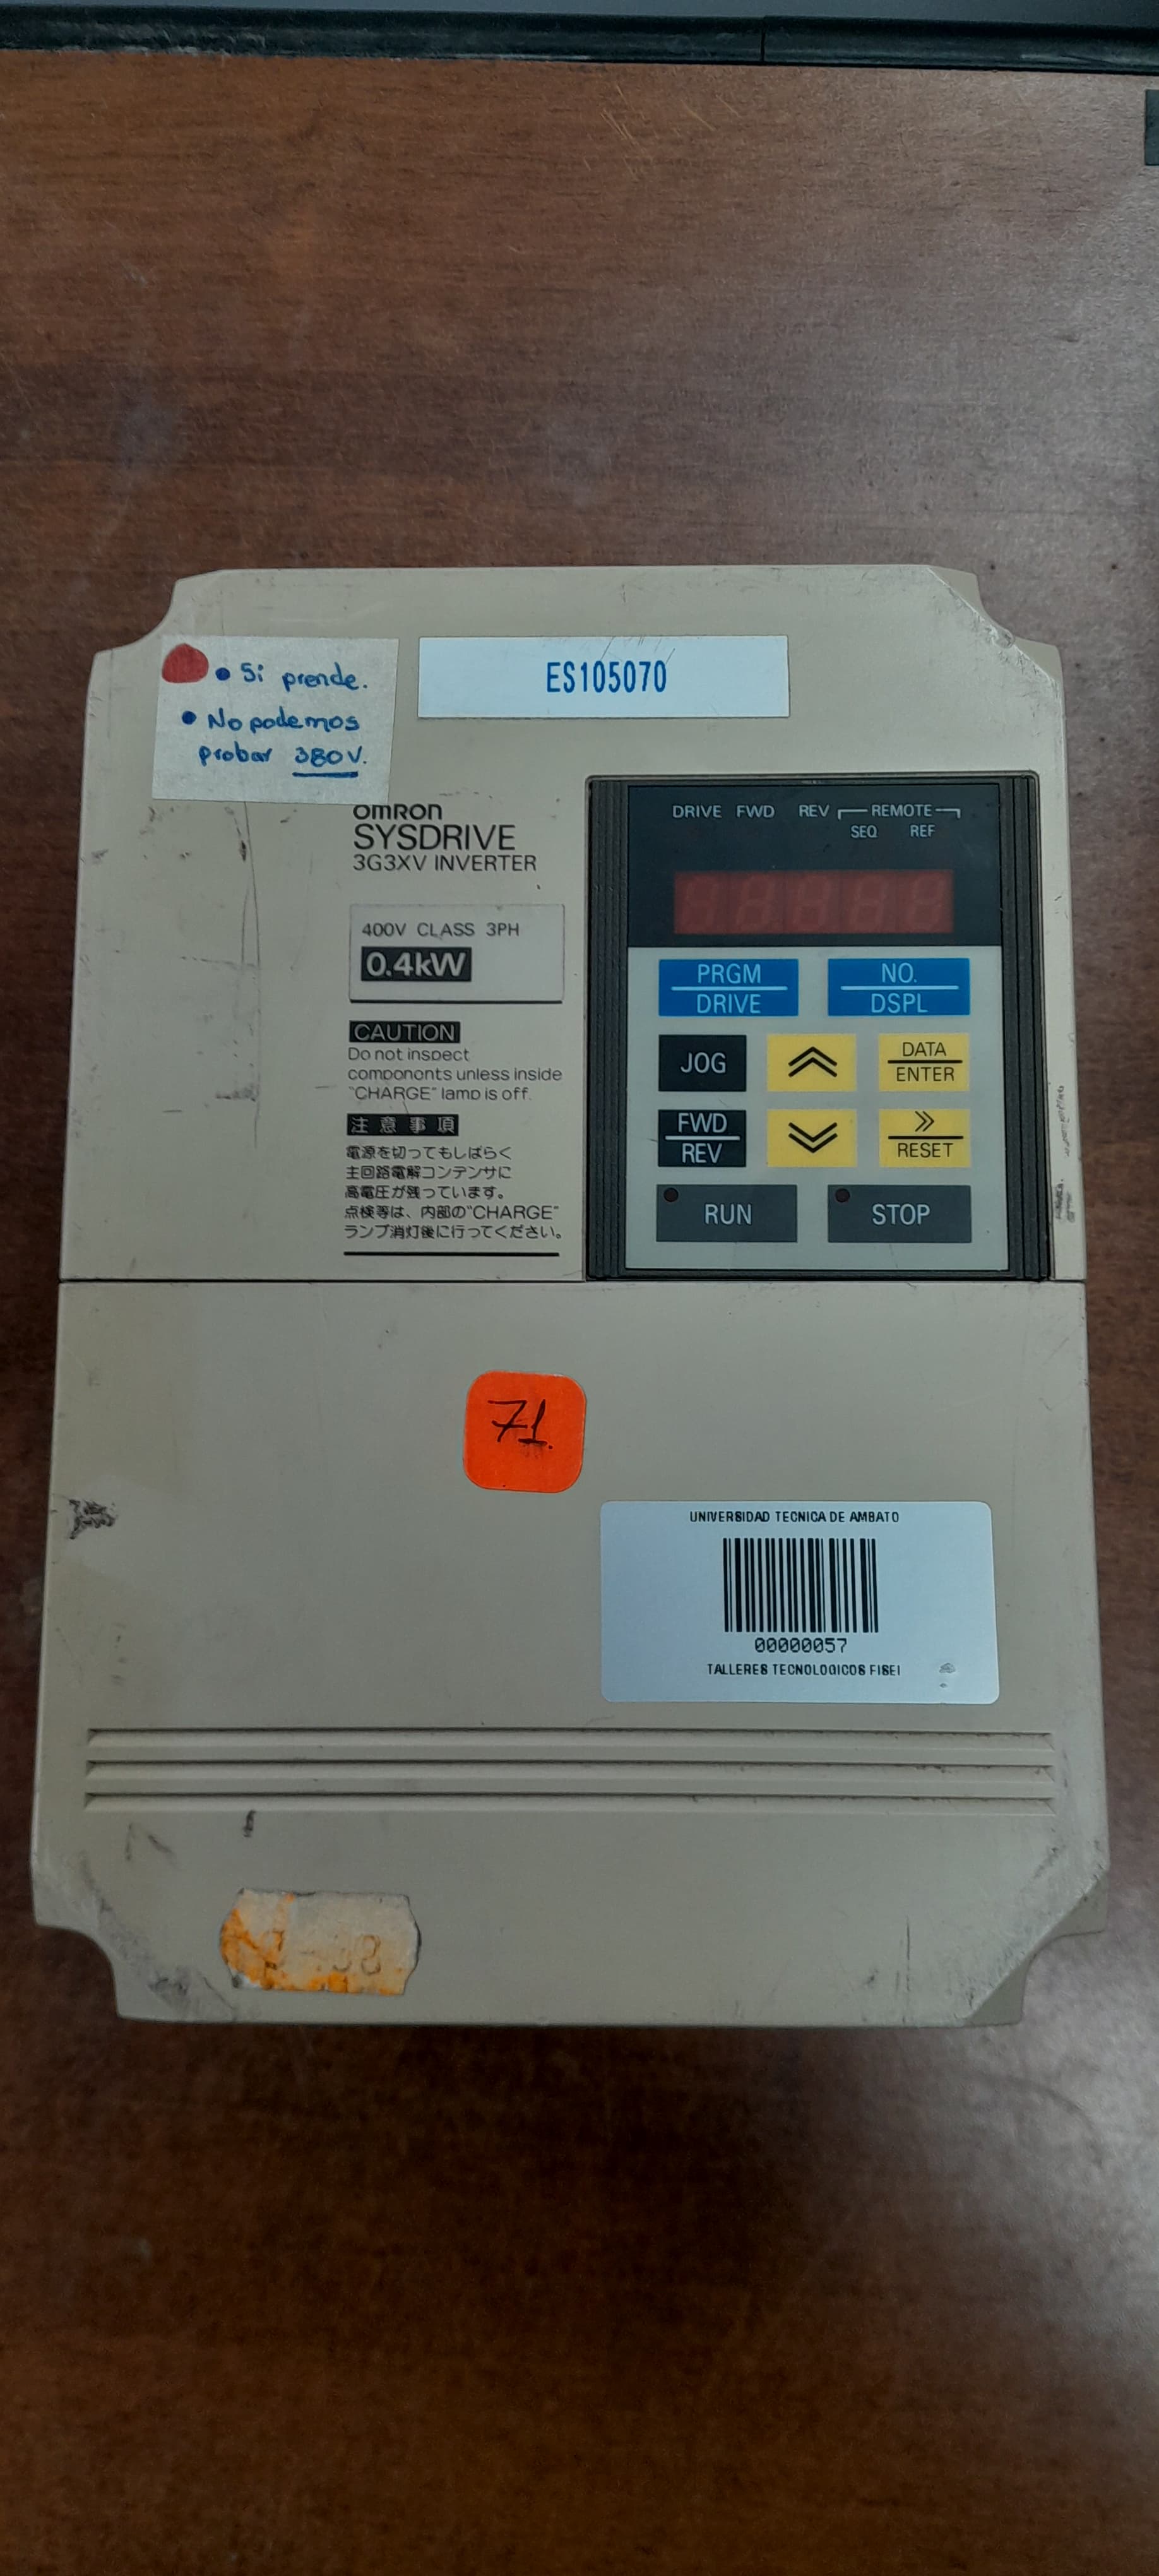 Si prende.
No podemos
probar 380V.
ES105070
OMRON
SYSDRIVE
3G3XV INVERTER
400V CLASS 3PH
0.4kW
CAUTION
Do not inspect
components unless inside
"CHARGE" lamp is off.
注意事項
電源を切ってもしばらく
主回路電解コンデンサに
高電圧が残っています。
点検等は、内部の"CHARGE"
ランプ消灯後に行ってください。
DRIVE FWD REV REMOTE
SEQ REF
PRGM
DRIVE
NO.
DSPL
JOG
DATA
ENTER
FWD
REV
RESET
RUN
STOP
71.
UNIVERSIDAD TECNICA DE AMBATO
00000057
TALLERES TECNOLOGICOS FISEI